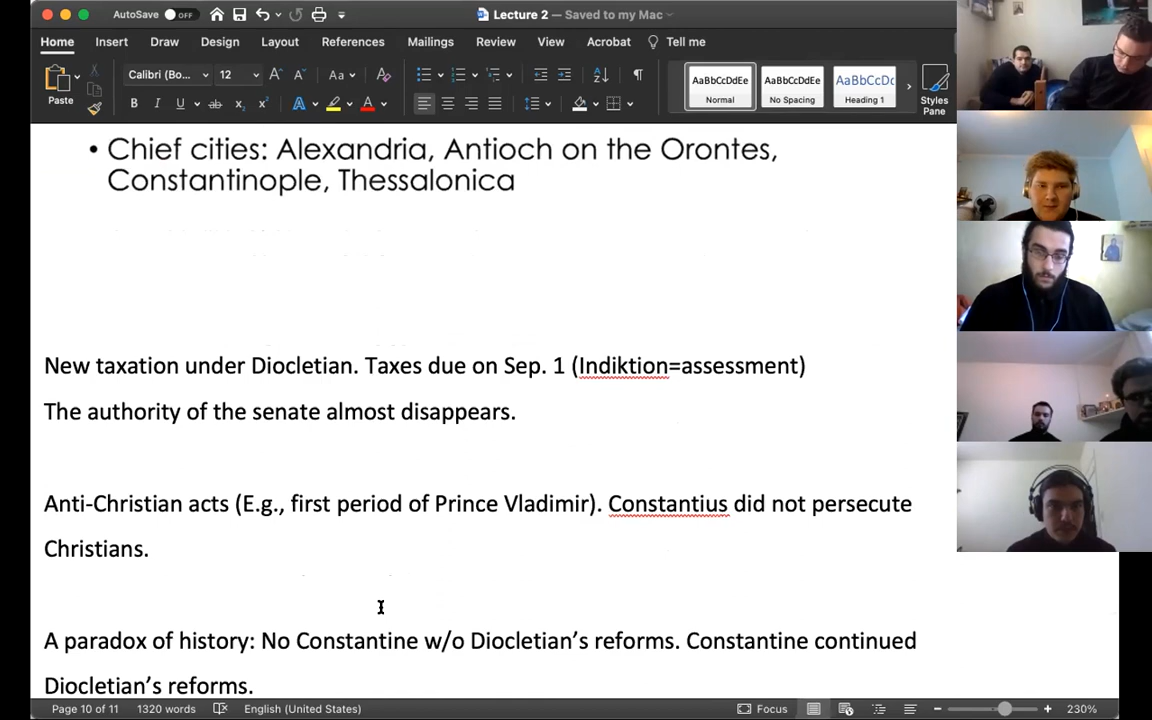 AutoSave OFF
Lecture 2 — Saved to my Mac
Home Insert Draw Design Layout References Mailings Review View Acrobat Tell me
Paste
Calibri (Bo... 12
Aa
B I U ab x₂ x²
AaBbCcDdEe AaBbCcDdEe AaBbCcDc
Normal No Spacing Heading 1
Styles
Pane
• Chief cities: Alexandria, Antioch on the Orontes,
Constantinople, Thessalonica
New taxation under Diocletian. Taxes due on Sep. 1 (Indiktion=assessment)
The authority of the senate almost disappears.
Anti-Christian acts (E.g., first period of Prince Vladimir). Constantius did not persecute
Christians.
A paradox of history: No Constantine w/o Diocletian’s reforms. Constantine continued
Diocletian’s reforms.
Page 10 of 11 1320 words English (United States) Focus 230%